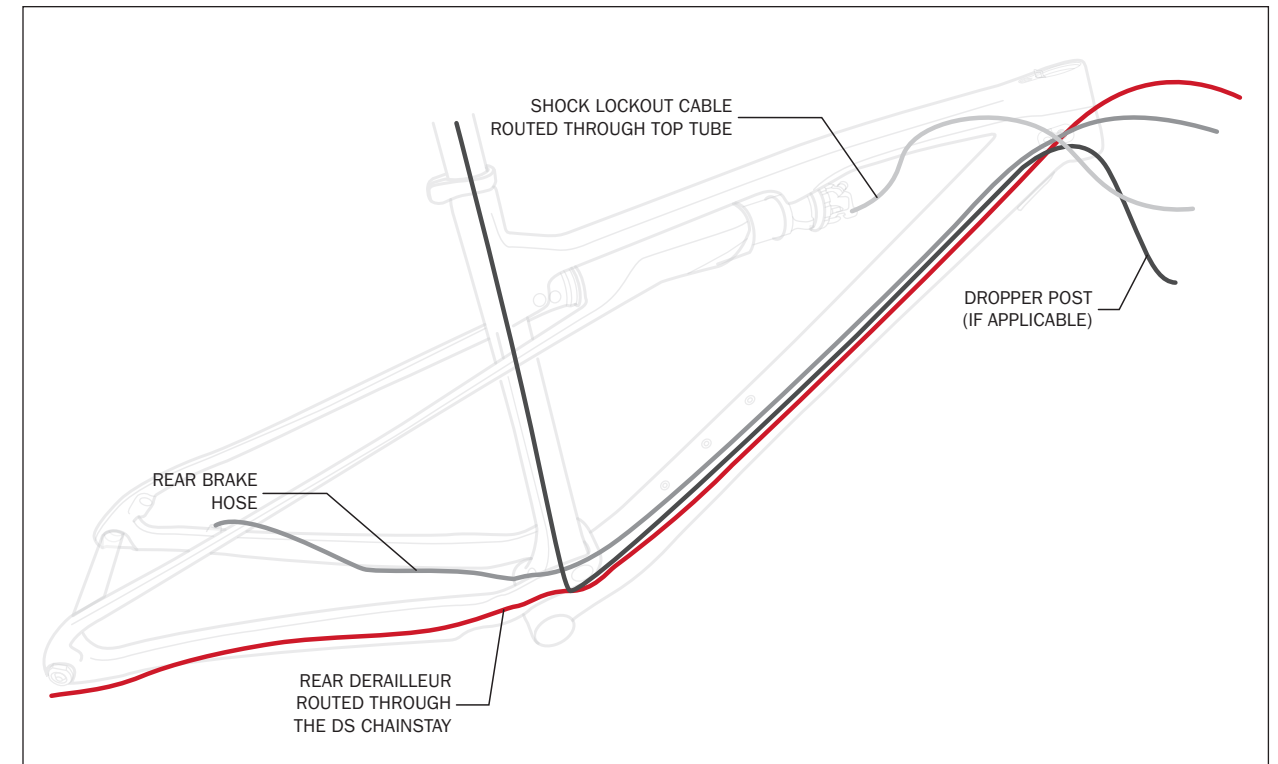 SHOCK LOCKOUT CABLE
ROUTED THROUGH TOP TUBE
DROPPER POST
(IF APPLICABLE)
REAR BRAKE
HOSE
REAR DERAILLEUR
ROUTED THROUGH
THE DS CHAINSTAY